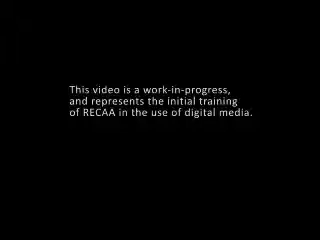 This video is a work-in-progress,
and represents the initial training
of RECAA in the use of digital media.